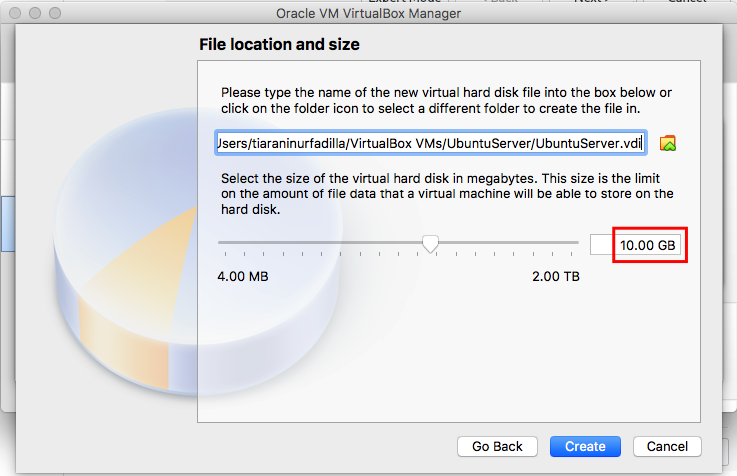 Oracle VM VirtualBox Manager
File location and size
Please type the name of the new virtual hard disk file into the box below or
click on the folder icon to select a different folder to create the file in.
Users/tiaraninurfadilla/VirtualBox VMs/UbuntuServer/UbuntuServer.vdi
Select the size of the virtual hard disk in megabytes. This size is the limit
on the amount of file data that a virtual machine will be able to store on the
hard disk.
10.00 GB
4.00 MB 2.00 TB
Go Back Create Cancel